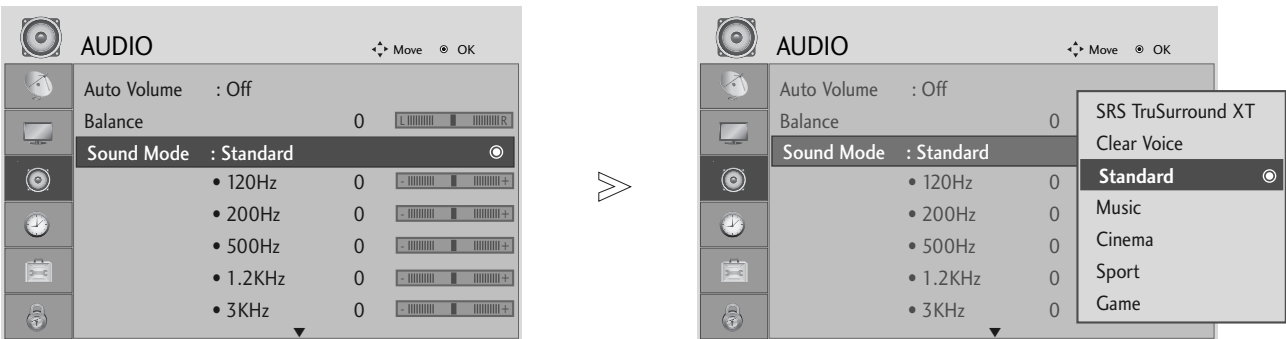 AUDIO
Move OK
Auto Volume : Off
Balance 0 L R
Sound Mode : Standard
• 120Hz 0 - +
• 200Hz 0 - +
• 500Hz 0 - +
• 1.2KHz 0 - +
• 3KHz 0 - +
AUDIO
Move OK
Auto Volume : Off
Balance 0
Sound Mode : Standard
• 120Hz 0
• 200Hz 0
• 500Hz 0
• 1.2KHz 0
• 3KHz 0
SRS TruSurround XT
Clear Voice
Standard
Music
Cinema
Sport
Game